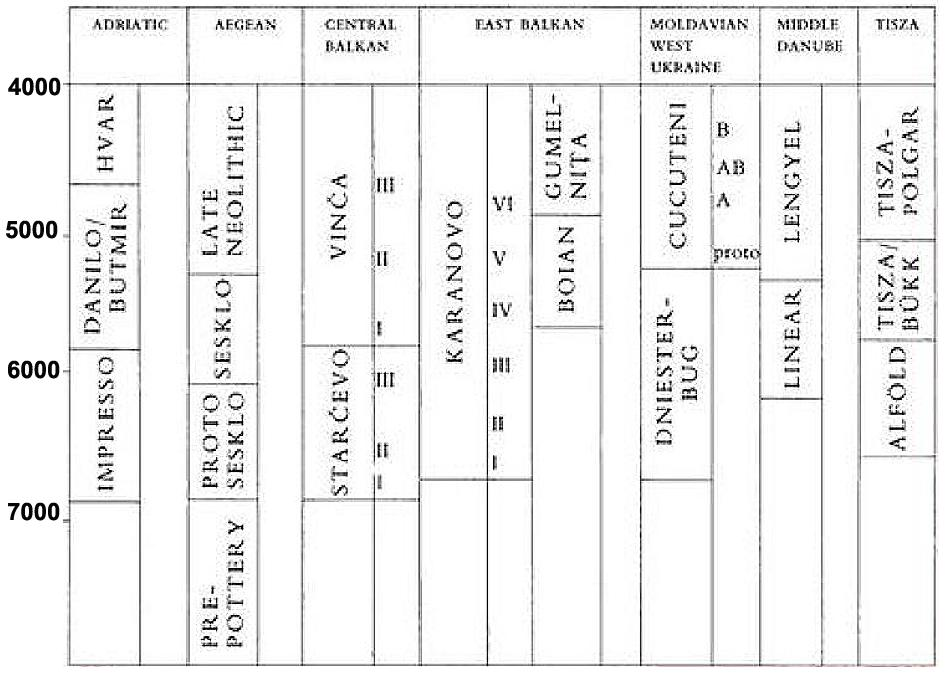 ADRIATIC
AEGEAN
CENTRAL
BALKAN
EAST BALKAN
MOLDAVIAN
WEST
UKRAINE
MIDDLE
DANUBE
TISZA
4000
5000
6000
7000
HVAR
DANILO/
BUTMIR
IMPRESSO
LATE
NEOLITHIC
SESKLO
PROTO
SESKLO
PRE-
POTTERY
VINČA
III
II
I
STARČEVO
III
II
I
KARANOVO
VI
V
IV
III
II
I
GUMEL-
NIŢA
BOIAN
CUCUTENI
B
AB
A
proto
DNIESTER-
BUG
LENGYEL
LINEAR
TISZA-
POLGAR
TISZA/
BÜKK
ALFÖLD